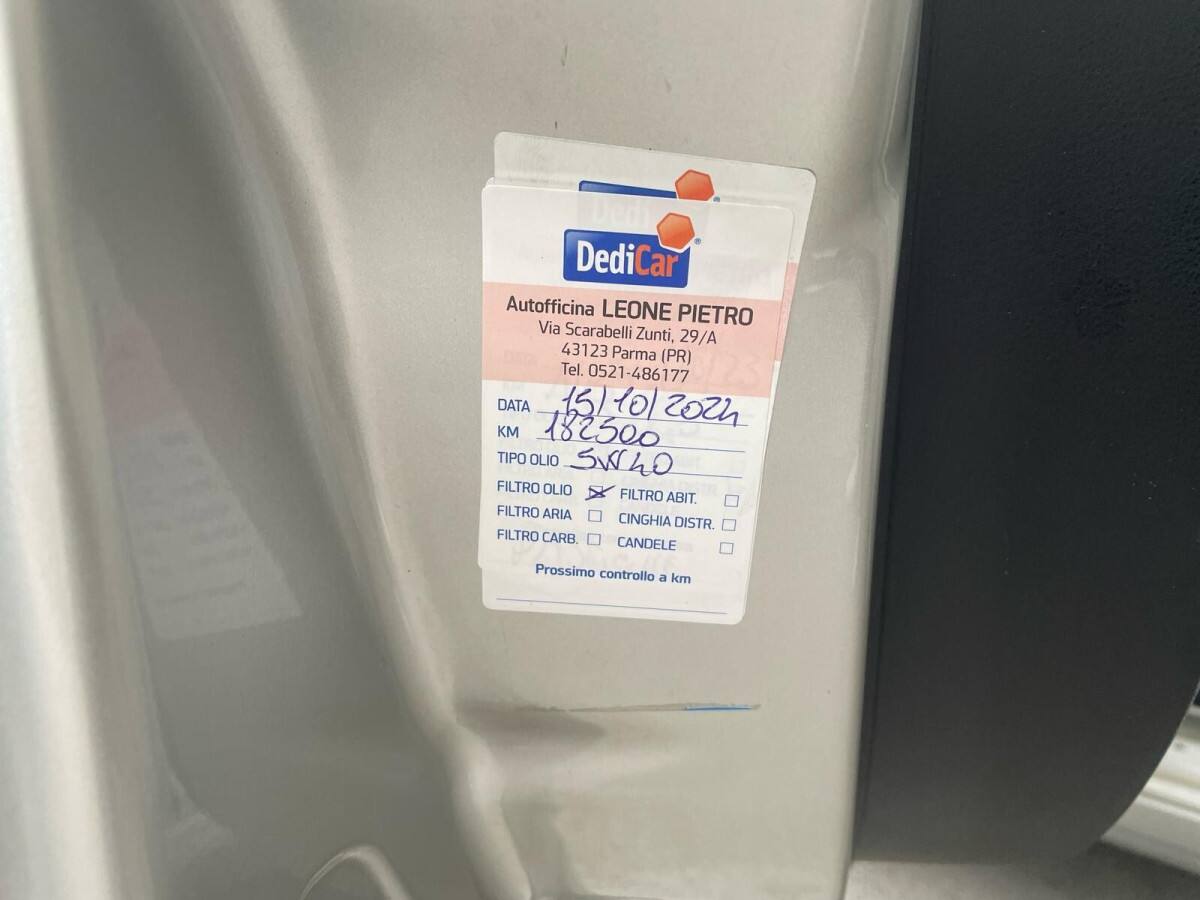 DediCar®
Autofficina LEONE PIETRO
Via Scarabelli Zunti, 29/A
43123 Parma (PR)
Tel. 0521-486177
DATA 15/10/2024
KM 182500
TIPO OLIO 5W40
FILTRO OLIO FILTRO ABIT.
FILTRO ARIA CINGHIA DISTR.
FILTRO CARB. CANDELE
Prossimo controllo a km